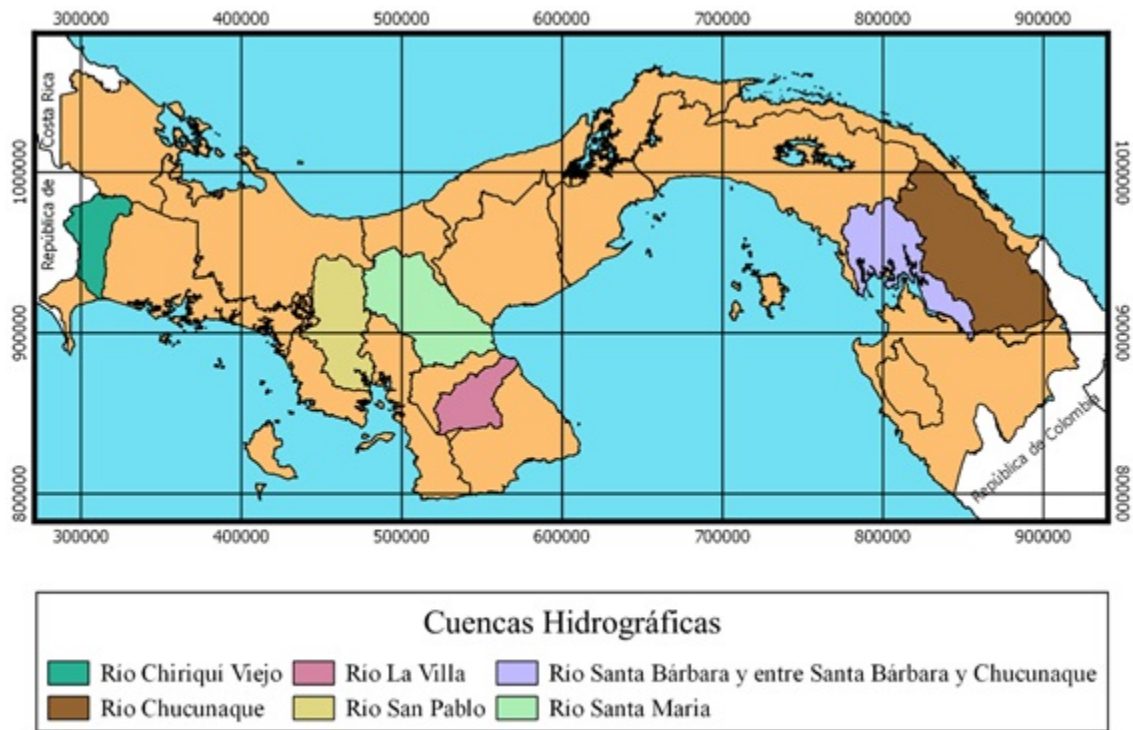 300000 400000 500000 600000 700000 800000 900000
República de Costa Rica
1000000
1000000
900000
900000
República de Colombia
800000
800000
300000 400000 500000 600000 700000 800000 900000
Cuencas Hidrográficas
Río Chiriquí Viejo
Río La Villa
Río Santa Bárbara y entre Santa Bárbara y Chucunaque
Río Chucunaque
Río San Pablo
Río Santa Maria